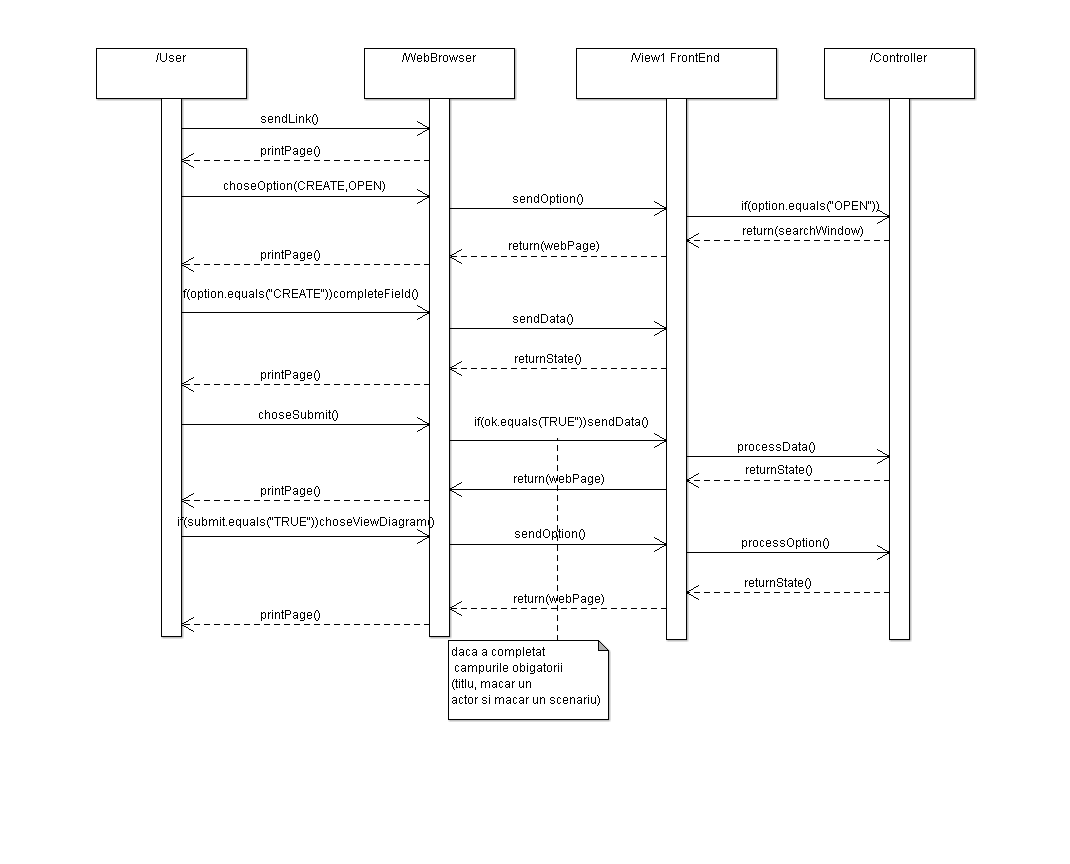 /User
/WebBrowser
/View1 FrontEnd
/Controller
sendLink()
printPage()
choseOption(CREATE,OPEN)
sendOption()
if(option.equals("OPEN"))
return(searchWindow)
return(webPage)
printPage()
f(option.equals("CREATE"))completeField()
sendData()
returnState()
printPage()
choseSubmit()
if(ok.equals(TRUE"))sendData()
processData()
returnState()
return(webPage)
printPage()
if(submit.equals("TRUE"))choseViewDiagram()
sendOption()
processOption()
returnState()
return(webPage)
printPage()
daca a completat
campurile obigatorii
(titlu, macar un
actor si macar un scenariu)